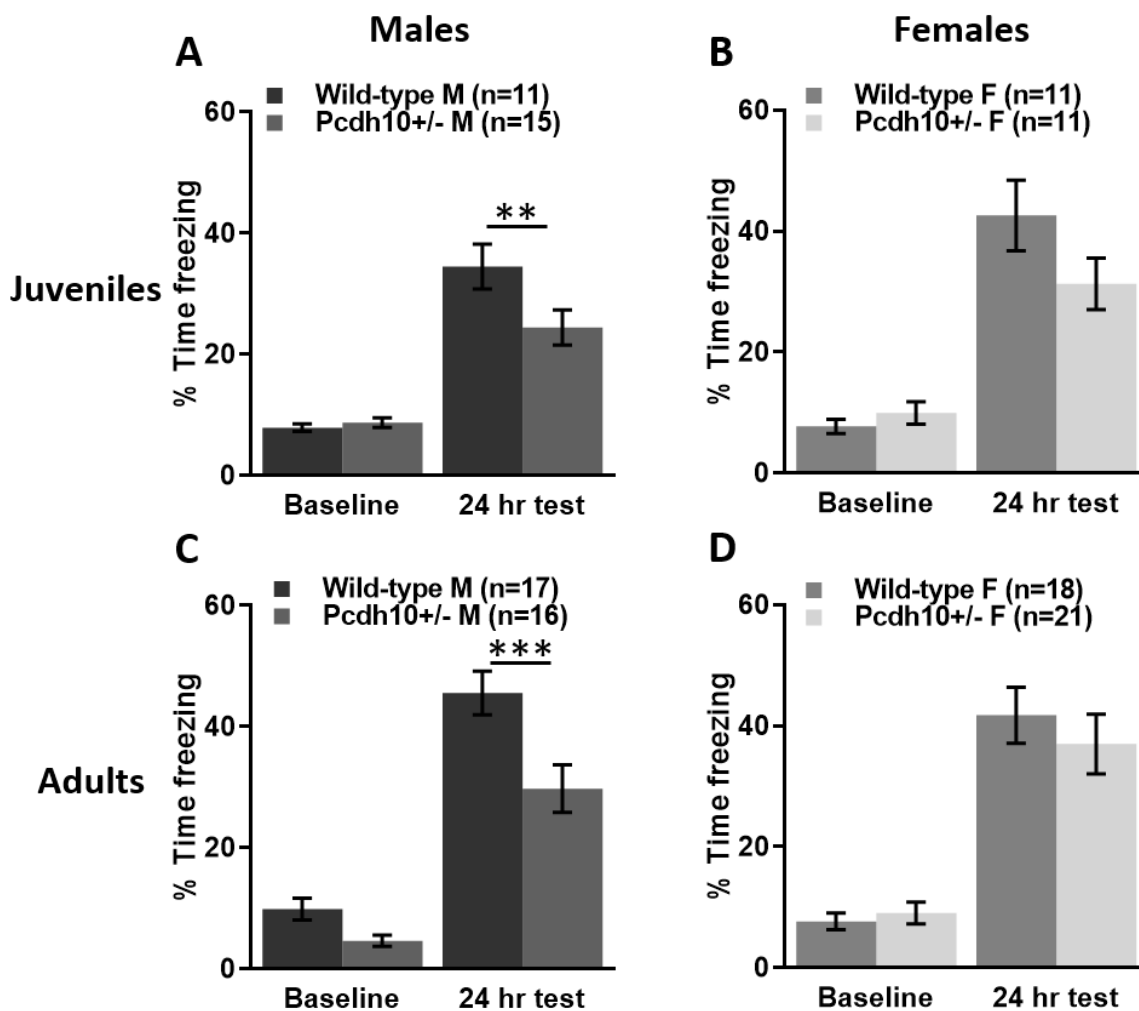 Males
Females
A
Wild-type M (n=11)
Pcdh10+/- M (n=15)
60
40
20
0
% Time freezing
**
Baseline
24 hr test
B
Wild-type F (n=11)
Pcdh10+/- F (n=11)
60
40
20
0
% Time freezing
Baseline
24 hr test
Juveniles
C
Wild-type M (n=17)
Pcdh10+/- M (n=16)
60
40
20
0
% Time freezing
***
Baseline
24 hr test
D
Wild-type F (n=18)
Pcdh10+/- F (n=21)
60
40
20
0
% Time freezing
Baseline
24 hr test
Adults